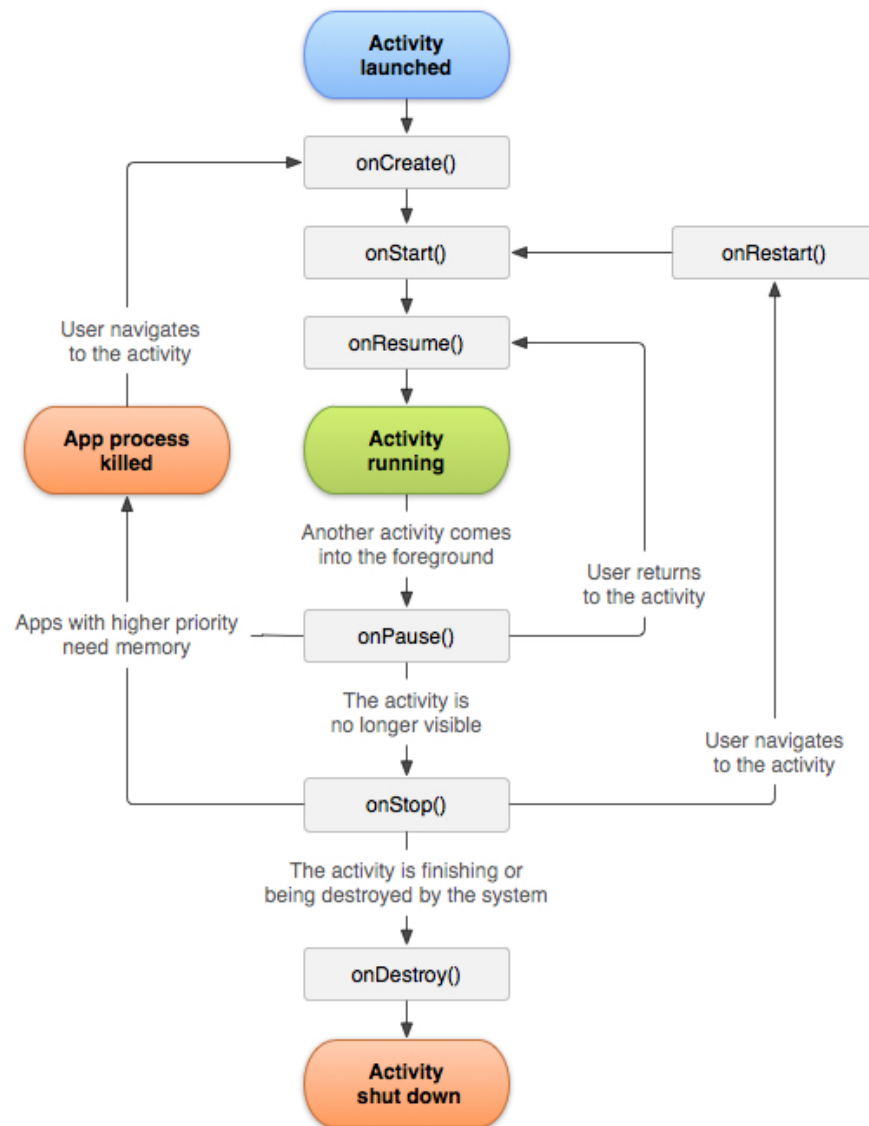 Activity
launched
onCreate()
onStart()
onRestart()
User navigates
to the activity
onResume()
App process
killed
Activity
running
Another activity comes
into the foreground
User returns
to the activity
Apps with higher priority
need memory
onPause()
The activity is
no longer visible
User navigates
to the activity
onStop()
The activity is finishing or
being destroyed by the system
onDestroy()
Activity
shut down